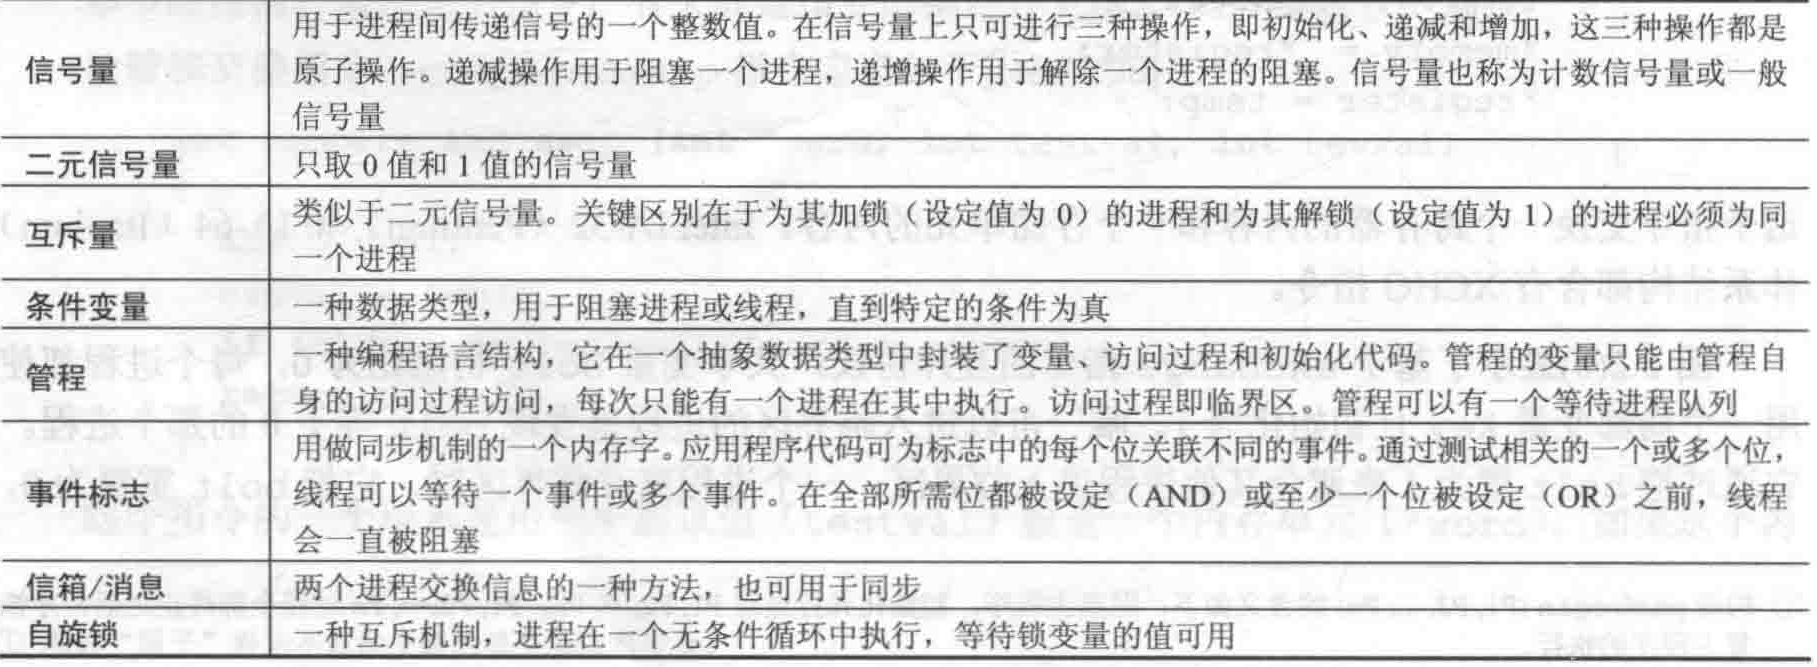 信号量
用于进程间传递信号的一个整数值。在信号量上只可进行三种操作，即初始化、递减和增加，这三种操作都是
原子操作。递减操作用于阻塞一个进程，递增操作用于解除一个进程的阻塞。信号量也称为计数信号量或一般
信号量
二元信号量
只取 0 值和 1 值的信号量
互斥量
类似于二元信号量。关键区别在于为其加锁（设定值为 0）的进程和为其解锁（设定值为 1）的进程必须为同
一个进程
条件变量
一种数据类型，用于阻塞进程或线程，直到特定的条件为真
管程
一种编程语言结构，它在一个抽象数据类型中封装了变量、访问过程和初始化代码。管程的变量只能由管程自
身的访问过程访问，每次只能有一个进程在其中执行。访问过程即临界区。管程可以有一个等待进程队列
事件标志
用做同步机制的一个内存字。应用程序代码可为标志中的每个位关联不同的事件。通过测试相关的一个或多个位，
线程可以等待一个事件或多个事件。在全部所需位都被设定（AND）或至少一个位被设定（OR）之前，线程
会一直被阻塞
信箱/消息
两个进程交换信息的一种方法，也可用于同步
自旋锁
一种互斥机制，进程在一个无条件循环中执行，等待锁变量的值可用